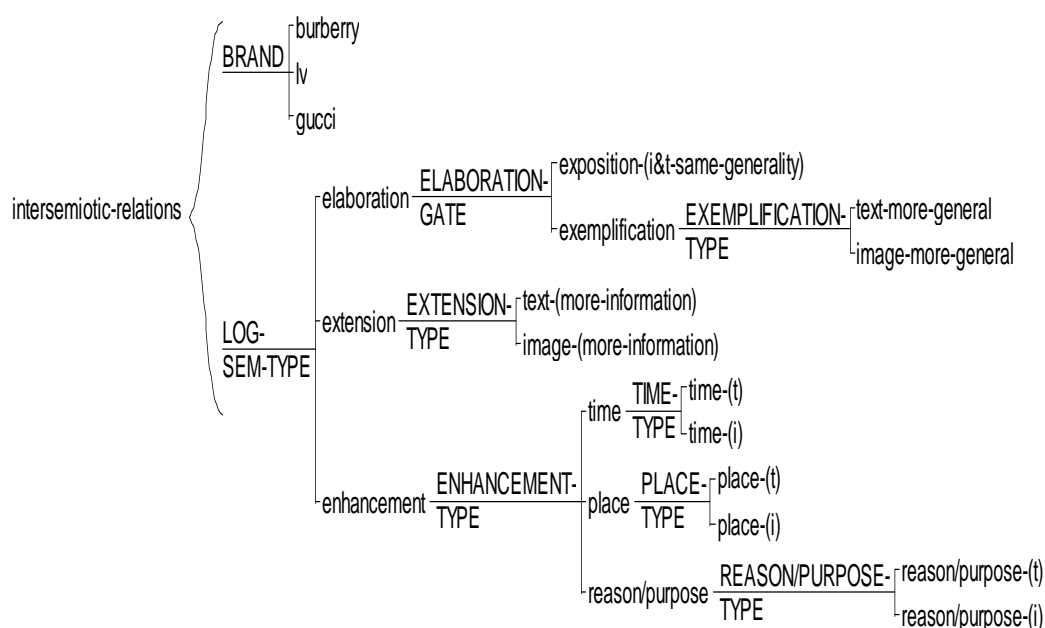 burberry
BRAND
lv
gucci
exposition-(i&t-same-generality)
elaboration
ELABORATION-
GATE
text-more-general
exemplification
EXEMPLIFICATION-
TYPE
intersemiotic-relations
image-more-general
text-(more-information)
extension
EXTENSION-
TYPE
LOG-
SEM-TYPE
image-(more-information)
time-(t)
time
TIME-
TYPE
time-(i)
place-(t)
enhancement
ENHANCEMENT-
TYPE
place
PLACE-
TYPE
place-(i)
reason/purpose-(t)
reason/purpose
REASON/PURPOSE-
TYPE
reason/purpose-(i)